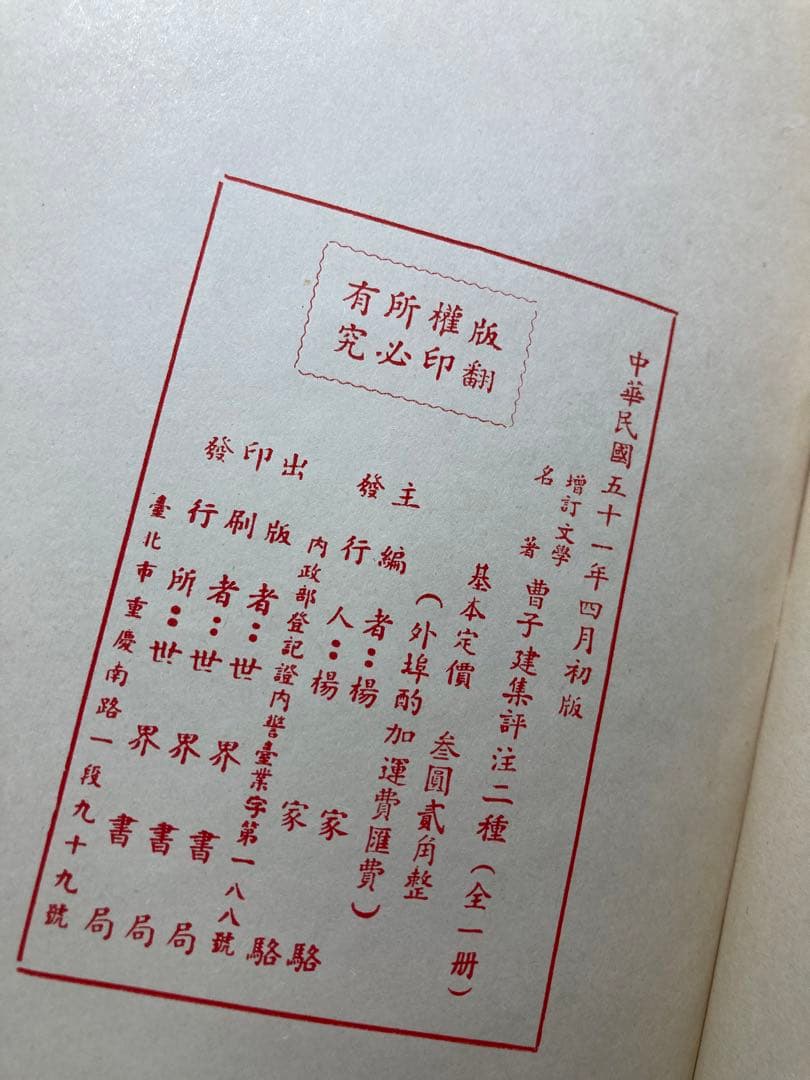 版權所有
翻印必究
中華民國五十一年四月初版
增訂文學名著 曹子建集評注二種(全一册)
基本定價 叁圓貳角整
(外埠酌加運費匯費)
主編者:楊家駱
發行人:楊家駱
內政部登記證內警臺業字第一八八號
出版者:世界書局
印刷者:世界書局
發行所:世界書局
臺北市重慶南路一段九十九號